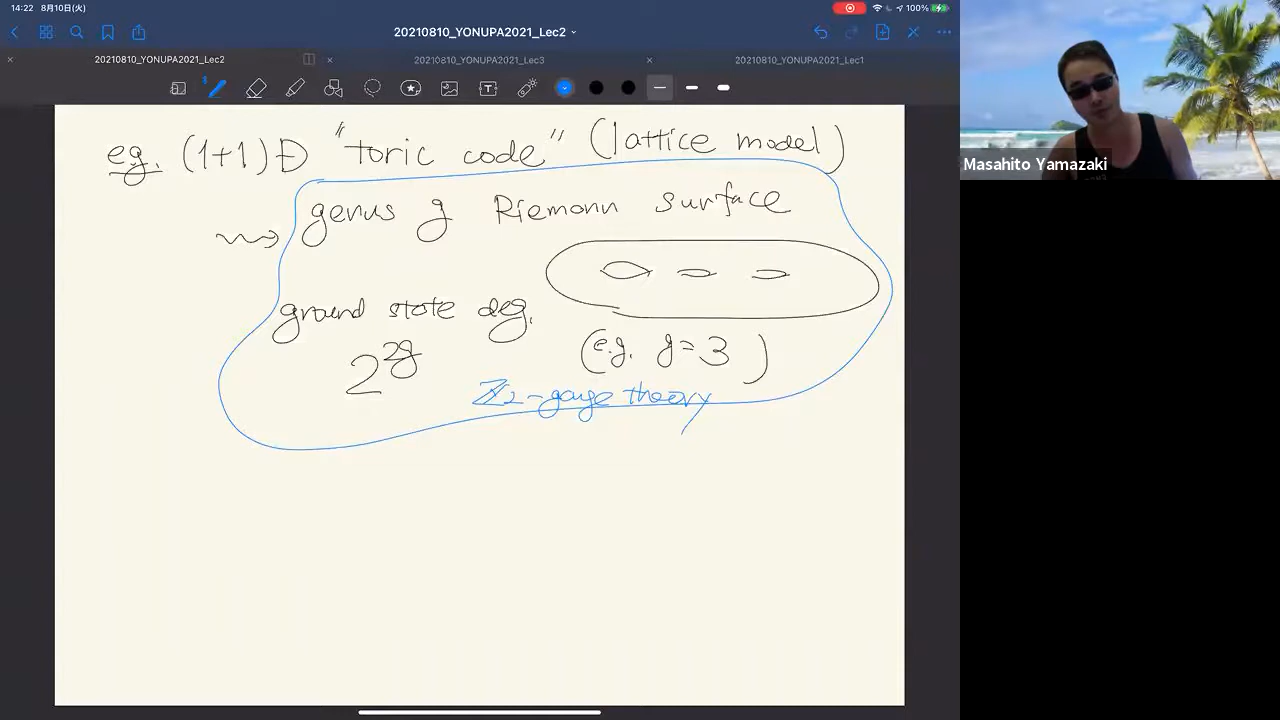 14:22 8月10日(火)
100%
20210810_YONUPA2021_Lec2
20210810_YONUPA2021_Lec2
20210810_YONUPA2021_Lec3
20210810_YONUPA2021_Lec1
Masahito Yamazaki
e.g. (1+1)D "toric code" (lattice model)
genus g Riemann surface
ground state deg.
2^{2g}
(e.g. g=3)
Z2-gauge theory